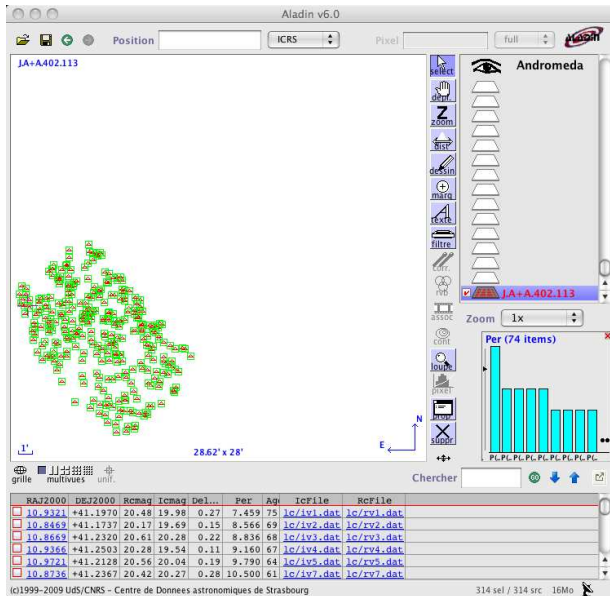 Aladin v6.0
Position ICRS Pixel full Aladin
J.A+A.402.113
Andromeda
select
dépl.
Z
zoom
dist
dessin
marq
texte
filtre
corr.
rvb
assoc
cont
loupe
pixel
prop
suppr
J.A+A.402.113
Zoom 1x
Per (74 items)
P(. P(. P(. P(. P(. P(. P(. P(.
1'
28.62' x 28'
N
E
grille multivues unif.
Chercher GO
RAJ2000 DEJ2000 Rcmag Icmag Del... Per Ag IcFile RcFile
10.9321 +41.1970 20.48 19.98 0.27 7.459 75 lc/iv1.dat lc/rv1.dat
10.8469 +41.1737 20.17 19.69 0.15 8.566 69 lc/iv2.dat lc/rv2.dat
10.8669 +41.2320 20.61 20.28 0.22 8.836 68 lc/iv3.dat lc/rv3.dat
10.9366 +41.2503 20.28 19.54 0.11 9.160 67 lc/iv4.dat lc/rv4.dat
10.9721 +41.2128 20.56 20.04 0.19 9.790 64 lc/iv5.dat lc/rv5.dat
10.8736 +41.2367 20.42 20.27 0.28 10.500 61 lc/iv7.dat lc/rv7.dat
(c)1999-2009 UdS/CNRS - Centre de Donnees astronomiques de Strasbourg
314 sel / 314 src 16Mo